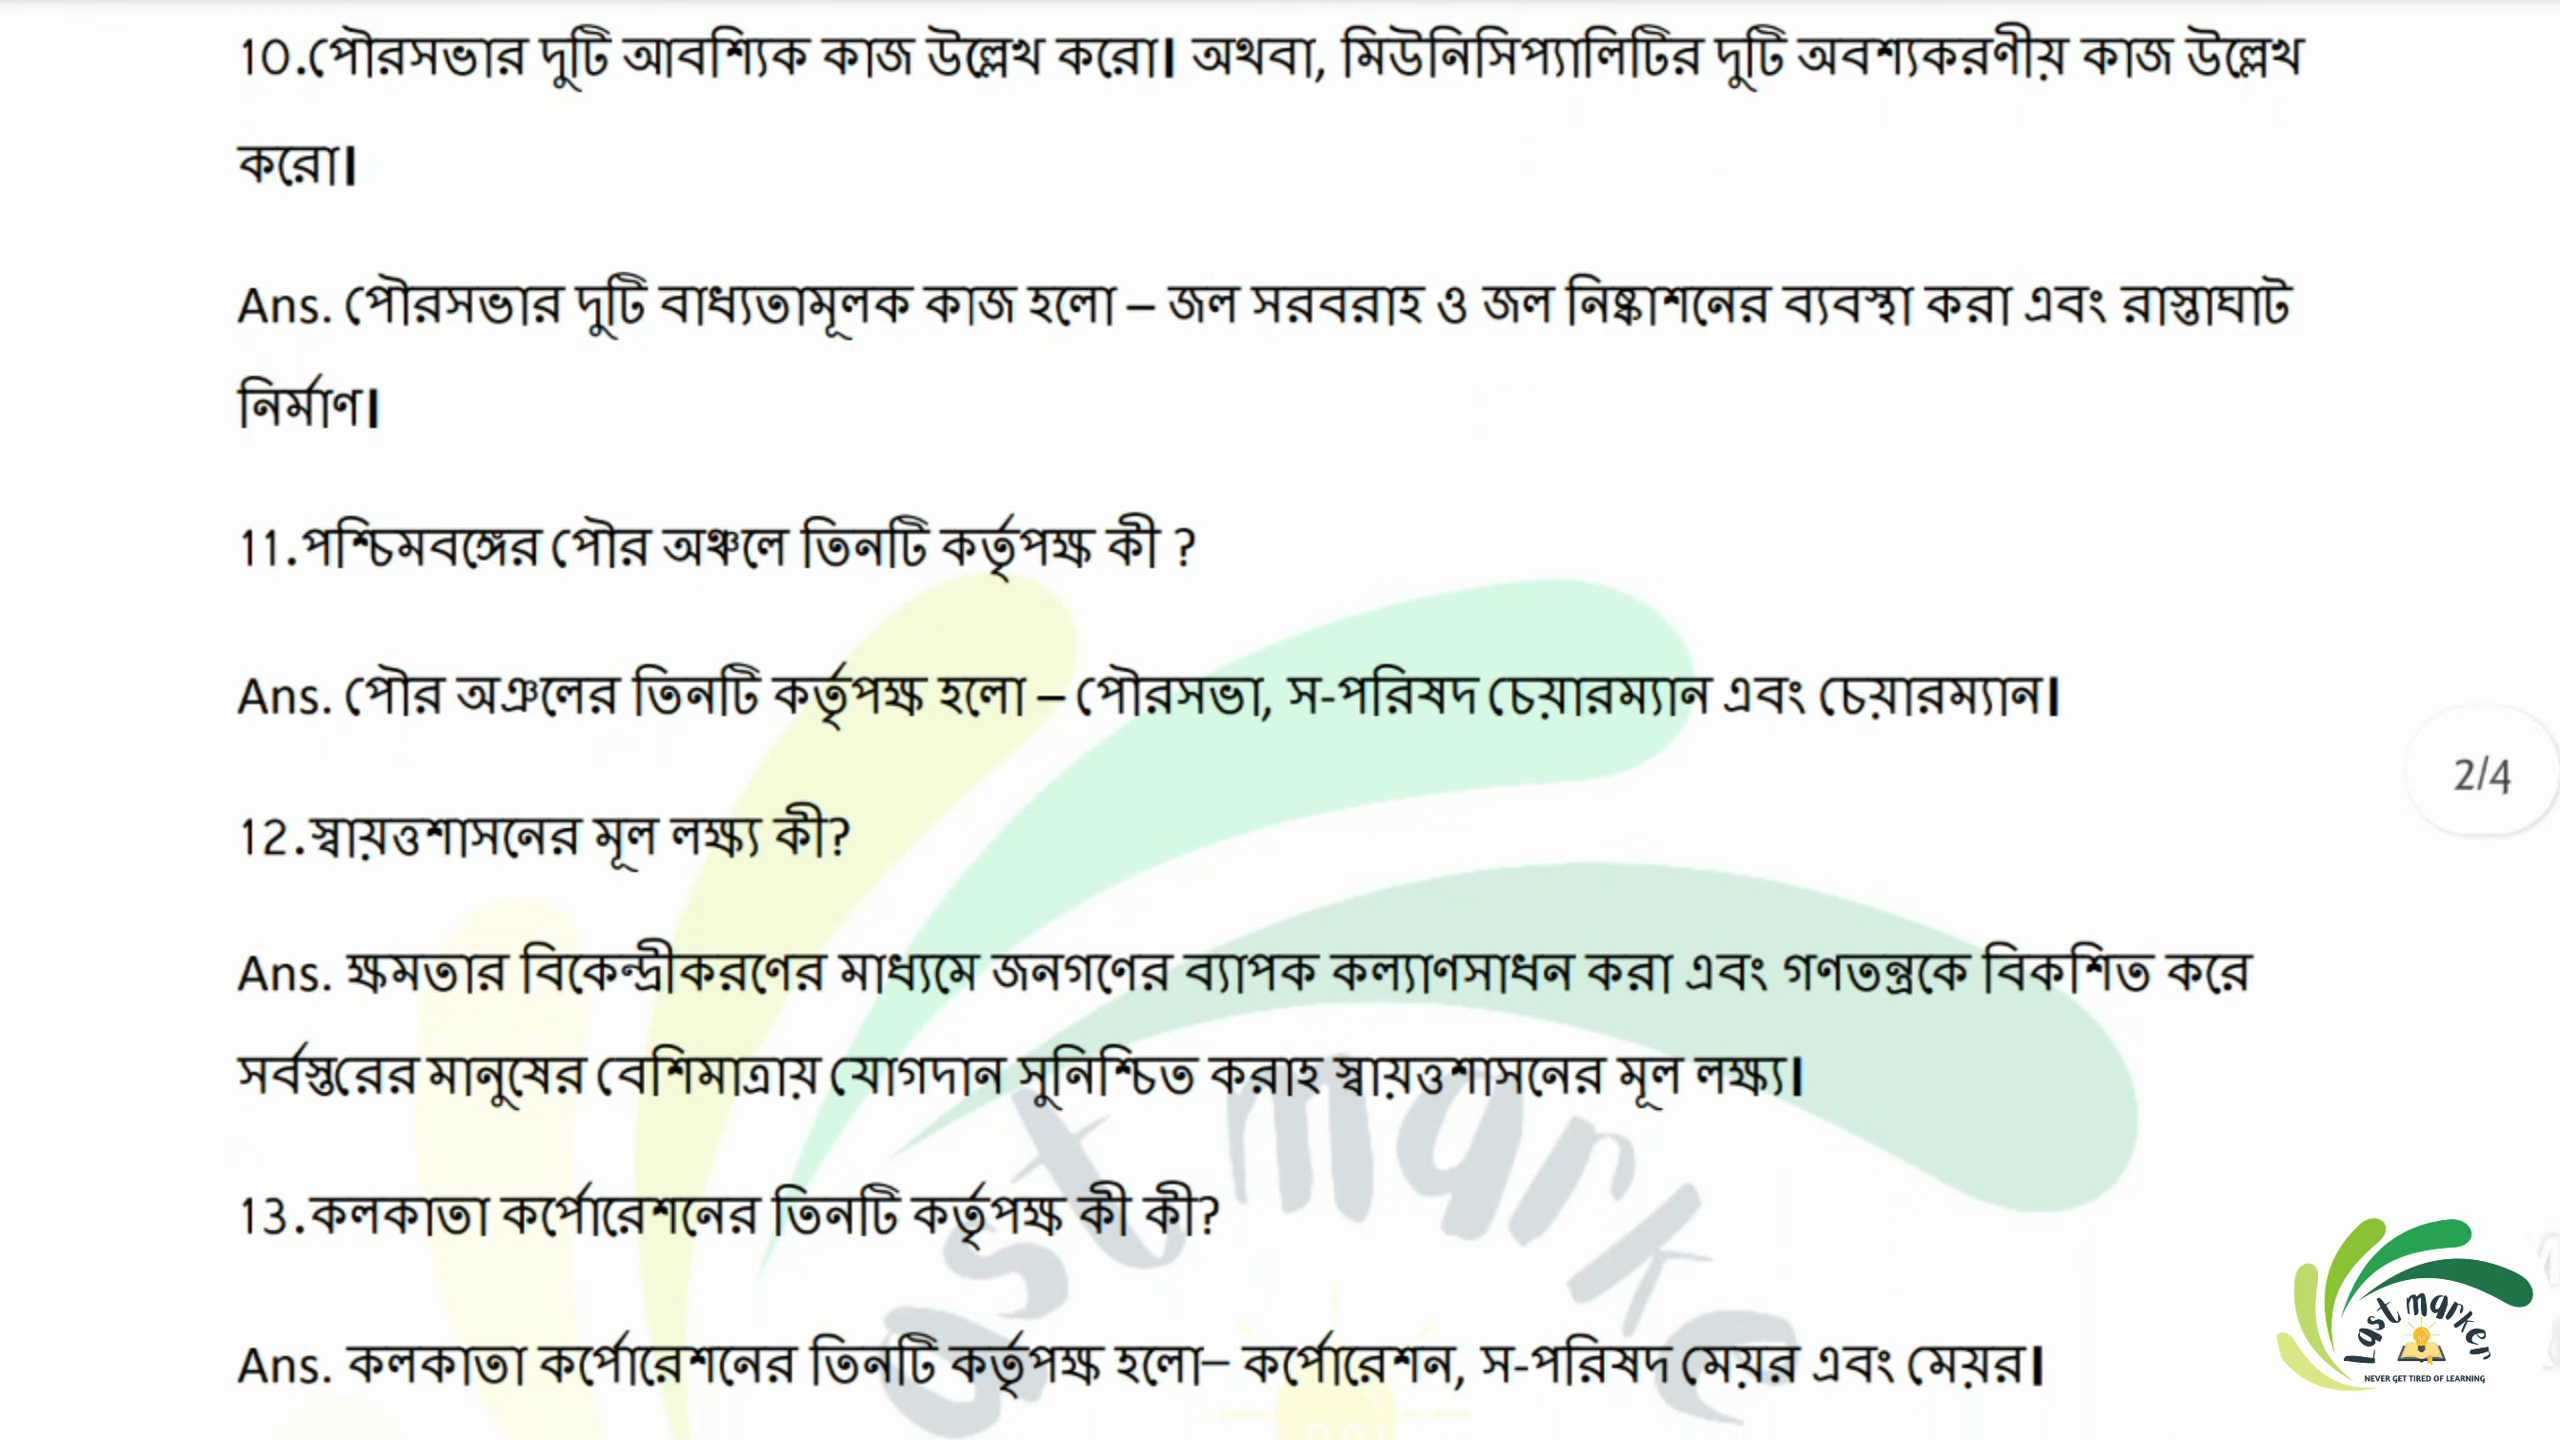 10.পৌরসভার দুটি আবশ্যিক কাজ উল্লেখ করো। অথবা, মিউনিসিপ্যালিটির দুটি অবশ্যকরণীয় কাজ উল্লেখ
করো।
Ans. পৌরসভার দুটি বাধ্যতামূলক কাজ হলো – জল সরবরাহ ও জল নিষ্কাশনের ব্যবস্থা করা এবং রাস্তাঘাট
নির্মাণ।
11.পশ্চিমবঙ্গের পৌর অঞ্চলে তিনটি কর্তৃপক্ষ কী ?
Ans. পৌর অঞলের তিনটি কর্তৃপক্ষ হলো – পৌরসভা, স-পরিষদ চেয়ারম্যান এবং চেয়ারম্যান।
2/4
12.স্বায়ত্তশাসনের মূল লক্ষ্য কী?
Ans. ক্ষমতার বিকেন্দ্রীকরণের মাধ্যমে জনগণের ব্যাপক কল্যাণসাধন করা এবং গণতন্ত্রকে বিকশিত করে
সর্বস্তরের মানুষের বেশিমাত্রায় যোগদান সুনিশ্চিত করাহ স্বায়ত্তশাসনের মূল লক্ষ্য।
13.কলকাতা কর্পোরেশনের তিনটি কর্তৃপক্ষ কী কী?
Ans. কলকাতা কর্পোরেশনের তিনটি কর্তৃপক্ষ হলো– কর্পোরেশন, স-পরিষদ মেয়র এবং মেয়র।
ast marke
Last marker
NEVER GET TIRED OF LEARNING